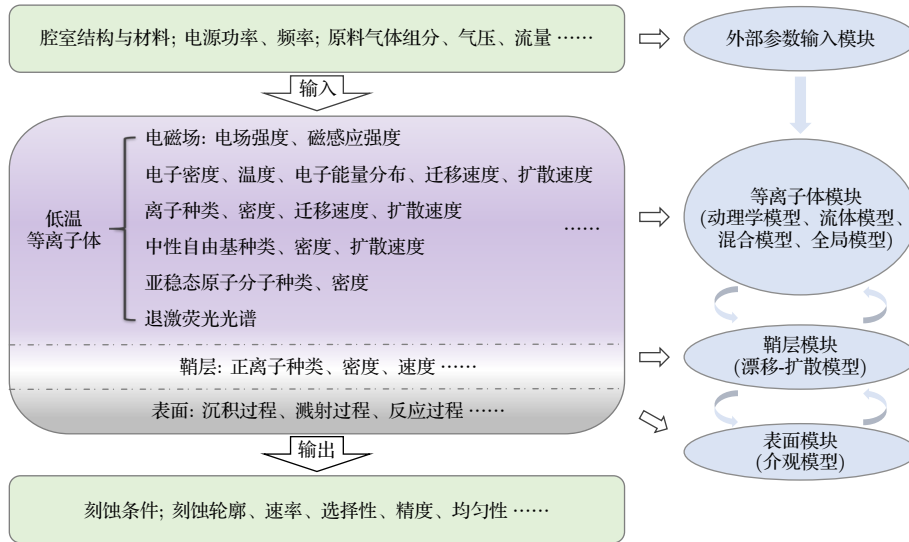 腔室结构与材料; 电源功率、频率; 原料气体组分、气压、流量 ……
外部参数输入模块
输入
低温
等离子体
电磁场: 电场强度、磁感应强度
电子密度、温度、电子能量分布、迁移速度、扩散速度
离子种类、密度、迁移速度、扩散速度
……
中性自由基种类、密度、扩散速度
亚稳态原子分子种类、密度
退激荧光光谱
等离子体模块
(动理学模型、流体模型、
混合模型、全局模型)
鞘层: 正离子种类、密度、速度 ……
鞘层模块
(漂移-扩散模型)
表面: 沉积过程、溅射过程、反应过程 ……
表面模块
(介观模型)
输出
刻蚀条件; 刻蚀轮廓、速率、选择性、精度、均匀性 ……